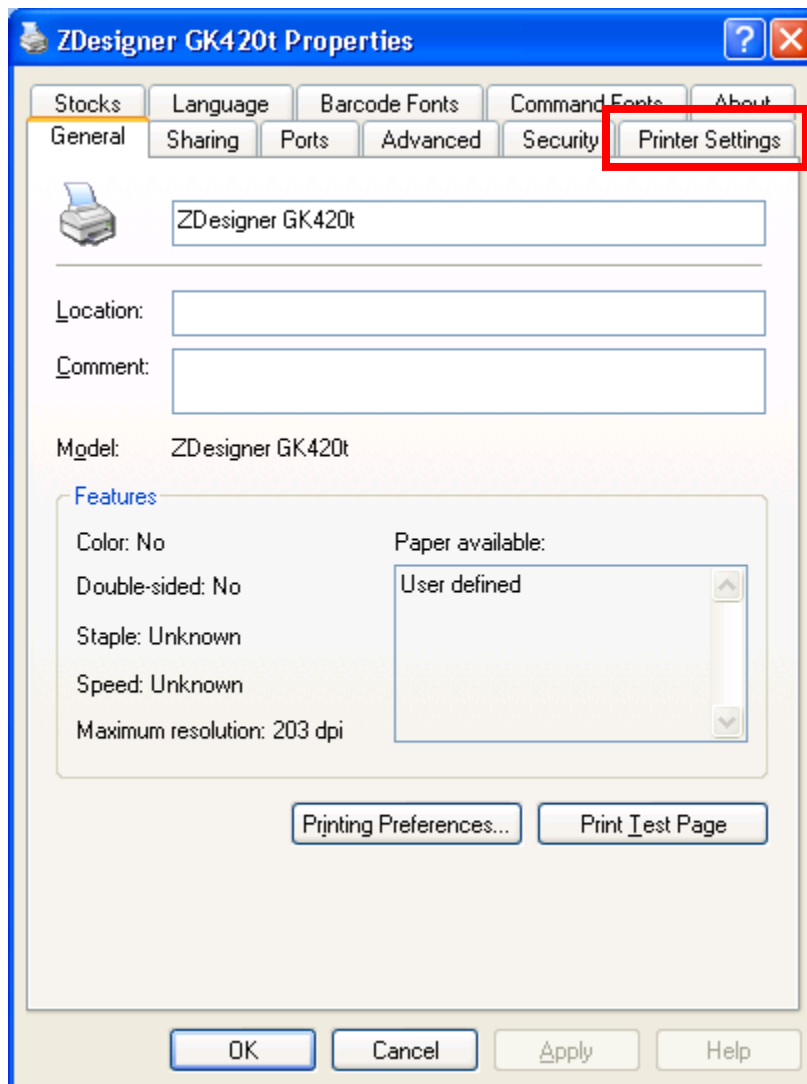 ZDesigner GK420t Properties
Stocks Language Barcode Fonts Command Fonts About
General Sharing Ports Advanced Security Printer Settings
ZDesigner GK420t
Location:
Comment:
Model: ZDesigner GK420t
Features
Color: No
Paper available:
Double-sided: No
User defined
Staple: Unknown
Speed: Unknown
Maximum resolution: 203 dpi
Printing Preferences... Print Test Page
OK Cancel Apply Help